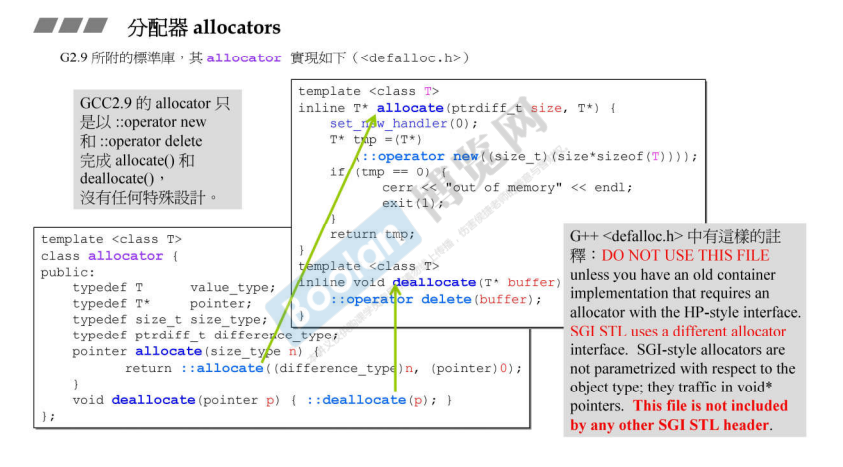 分配器 allocators
G2.9 所附的標準庫，其 allocator 實現如下（<defalloc.h>）
GCC2.9 的 allocator 只
是以 ::operator new
和 ::operator delete
完成 allocate() 和
deallocate()，
沒有任何特殊設計。
template <class T>
inline T* allocate(ptrdiff_t size, T*) {
    set_new_handler(0);
    T* tmp =(T*)
        (::operator new((size_t)(size*sizeof(T))));
    if (tmp == 0) {
        cerr << "out of memory" << endl;
        exit(1);
    }
    return tmp;
}
template <class T>
inline void deallocate(T* buffer) {
    ::operator delete(buffer);
}
template <class T>
class allocator {
public:
    typedef T      value_type;
    typedef T*     pointer;
    typedef size_t size_type;
    typedef ptrdiff_t difference_type;
    pointer allocate(size_type n) {
        return ::allocate((difference_type)n, (pointer)0);
    }
    void deallocate(pointer p) { ::deallocate(p); }
};
G++ <defalloc.h> 中有這樣的註
釋：DO NOT USE THIS FILE
unless you have an old container
implementation that requires an
allocator with the HP-style interface.
SGI STL uses a different allocator
interface. SGI-style allocators are
not parametrized with respect to the
object type; they traffic in void*
pointers. This file is not included
by any other SGI STL header.
Boolan 博览网